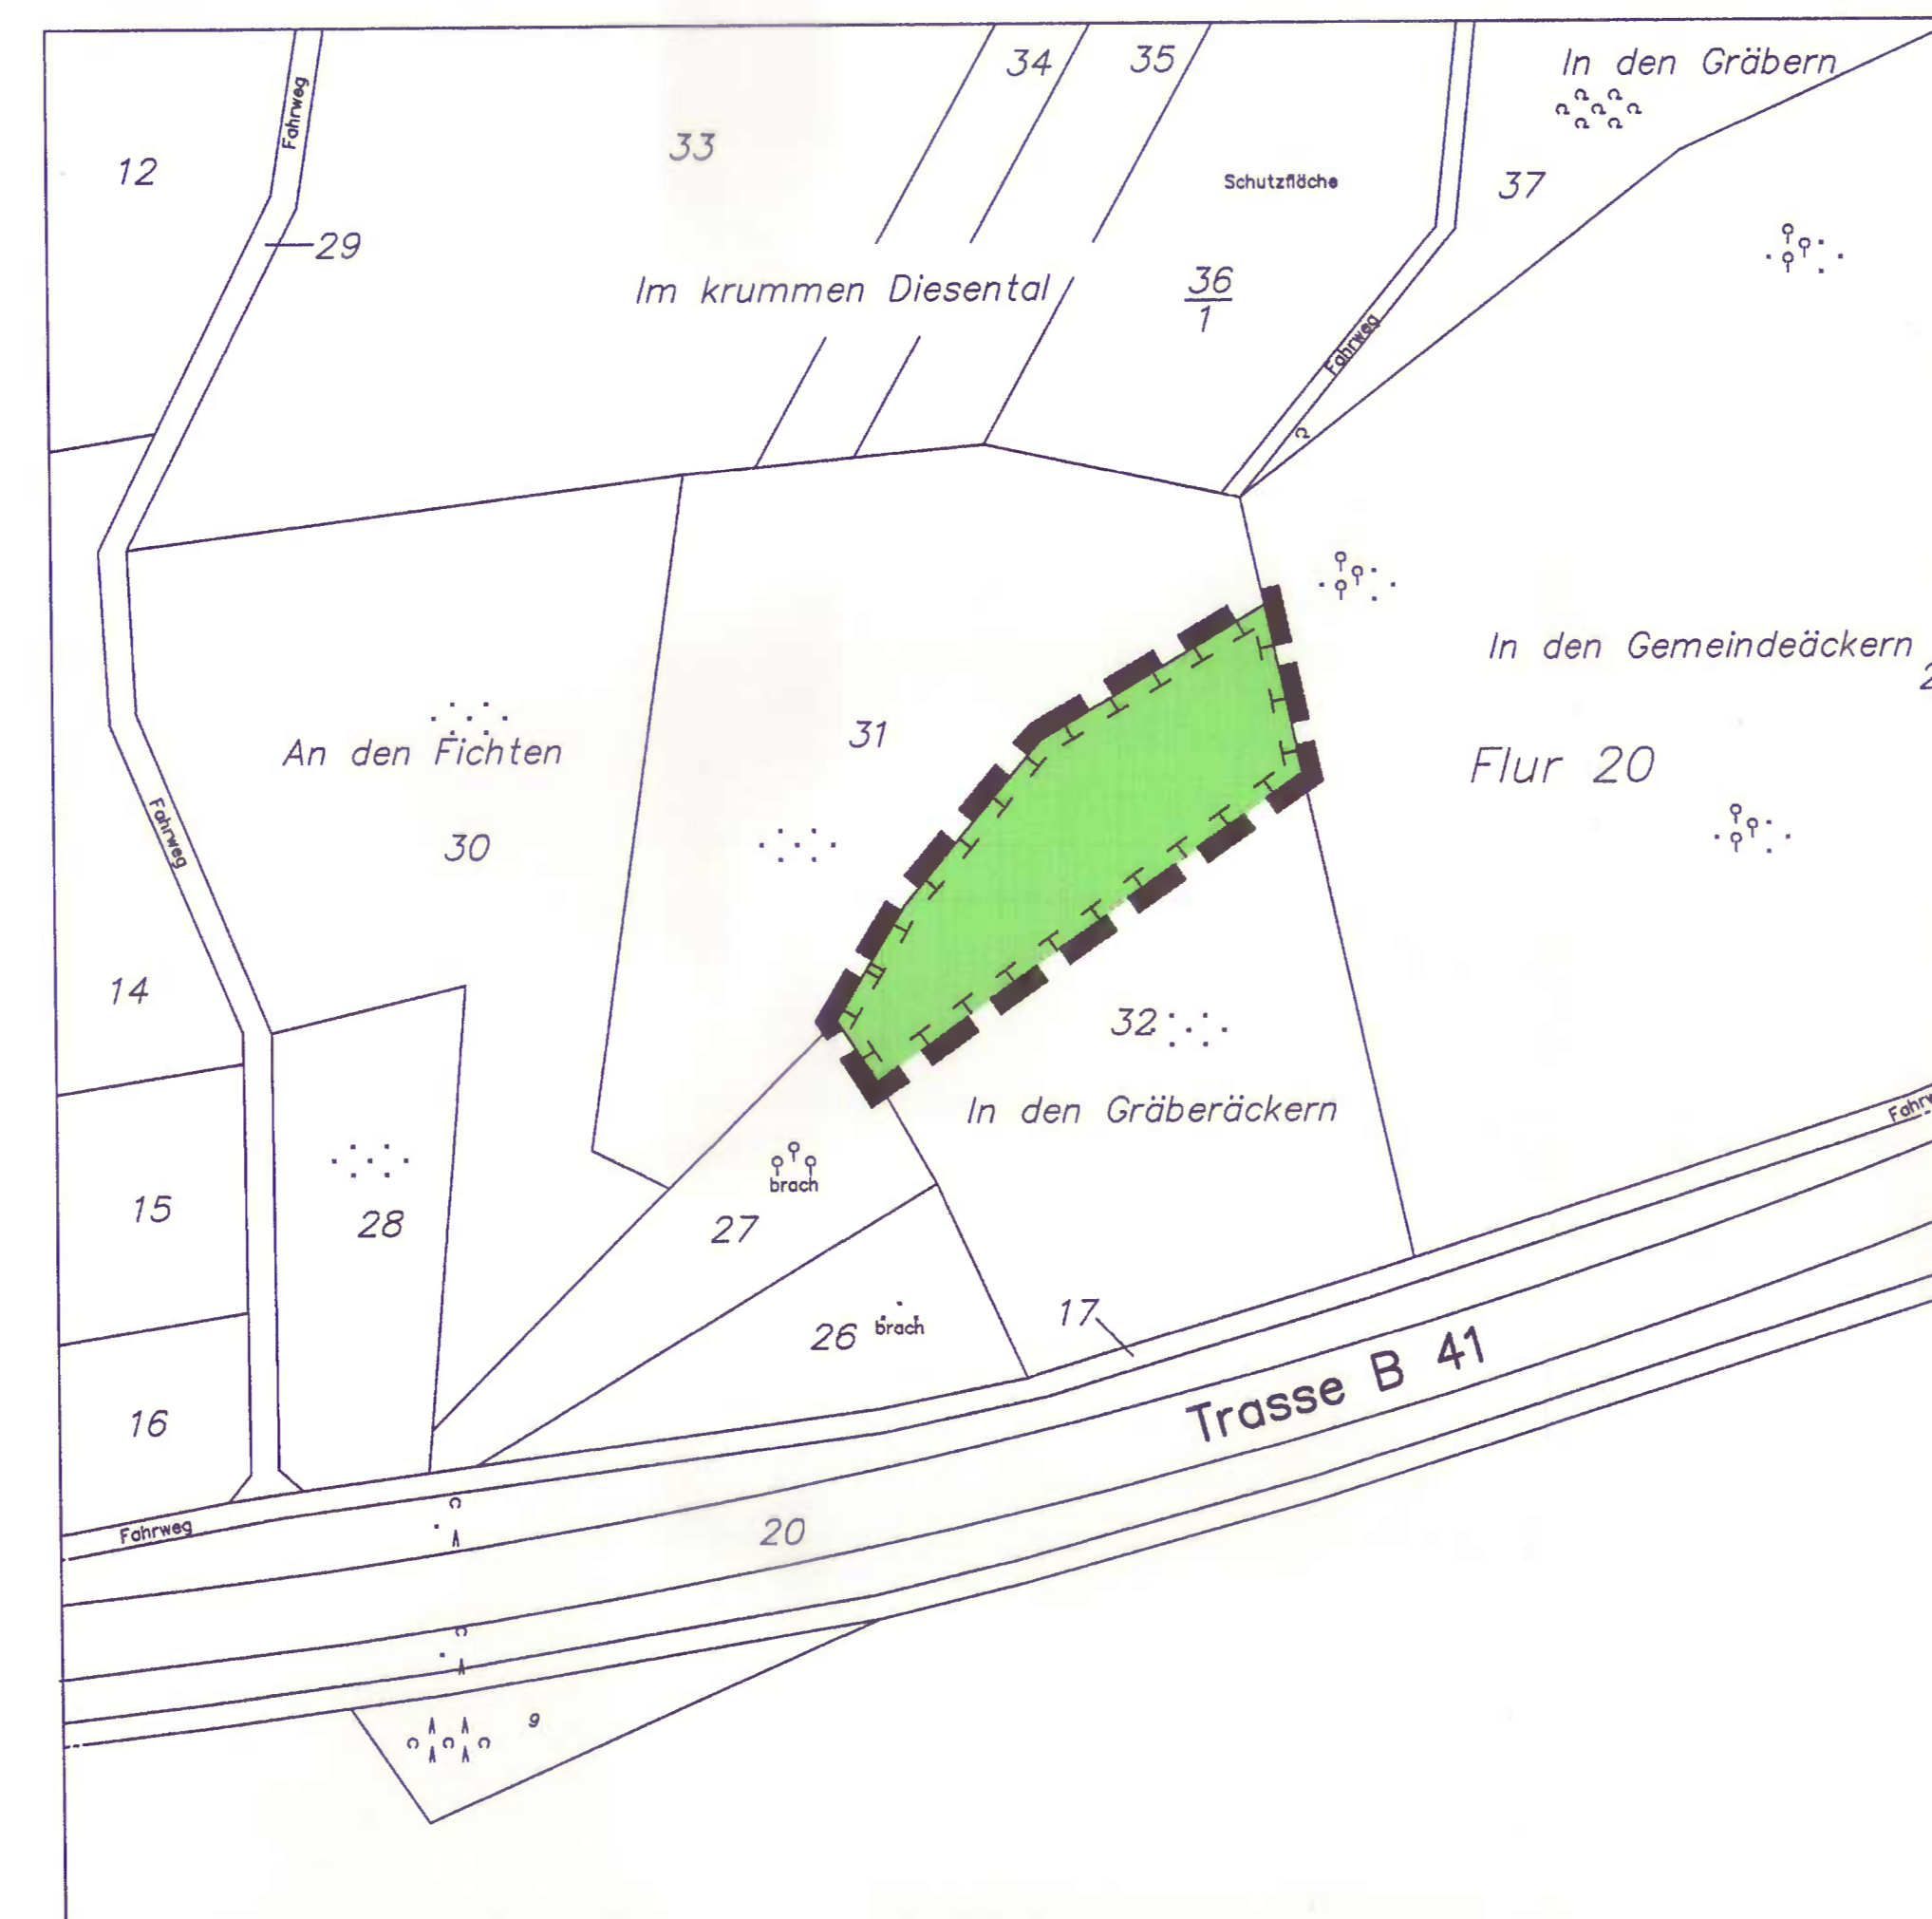 In den Gräbern
34
35
Fahrweg
33
12
Schutzfläche
37
29
Im krummen Diesental
36
1
Fahrweg
In den Gemeindeäckern
31
An den Fichten
Flur 20
Fahrweg
30
14
32
In den Gräberäckern
brach
15
28
27
17
26 brach
16
Trasse B 41
Fahrweg
20
9